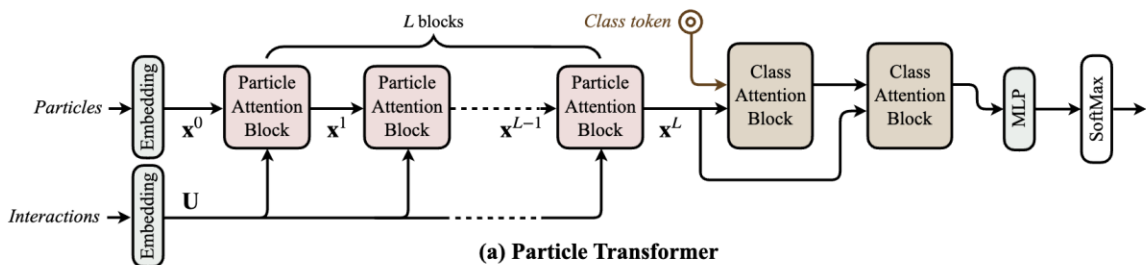 L blocks
Class token
Particles
Embedding
x⁰
Particle
Attention
Block
x¹
Particle
Attention
Block
xᴸ⁻¹
Particle
Attention
Block
xᴸ
Class
Attention
Block
Class
Attention
Block
MLP
SoftMax
Interactions
Embedding
U
(a) Particle Transformer